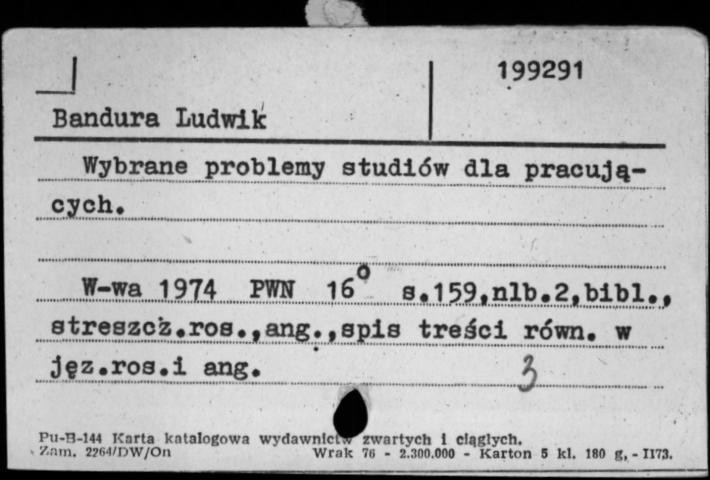 199291
Bandura Ludwik
Wybrane problemy studiów dla pracują-
cych.
W-wa 1974 PWN 16° s.159,nlb.2,bibl.,
streszcz.ros.,ang.,spis treści równ. w
jęz.ros.i ang.
3
Pu-B-144 Karta katalogowa wydawnictw zwartych i ciągłych.
Zam. 2264/DW/On Wrak 76 - 2.300.000 - Karton 5 kl. 180 g. - II73.